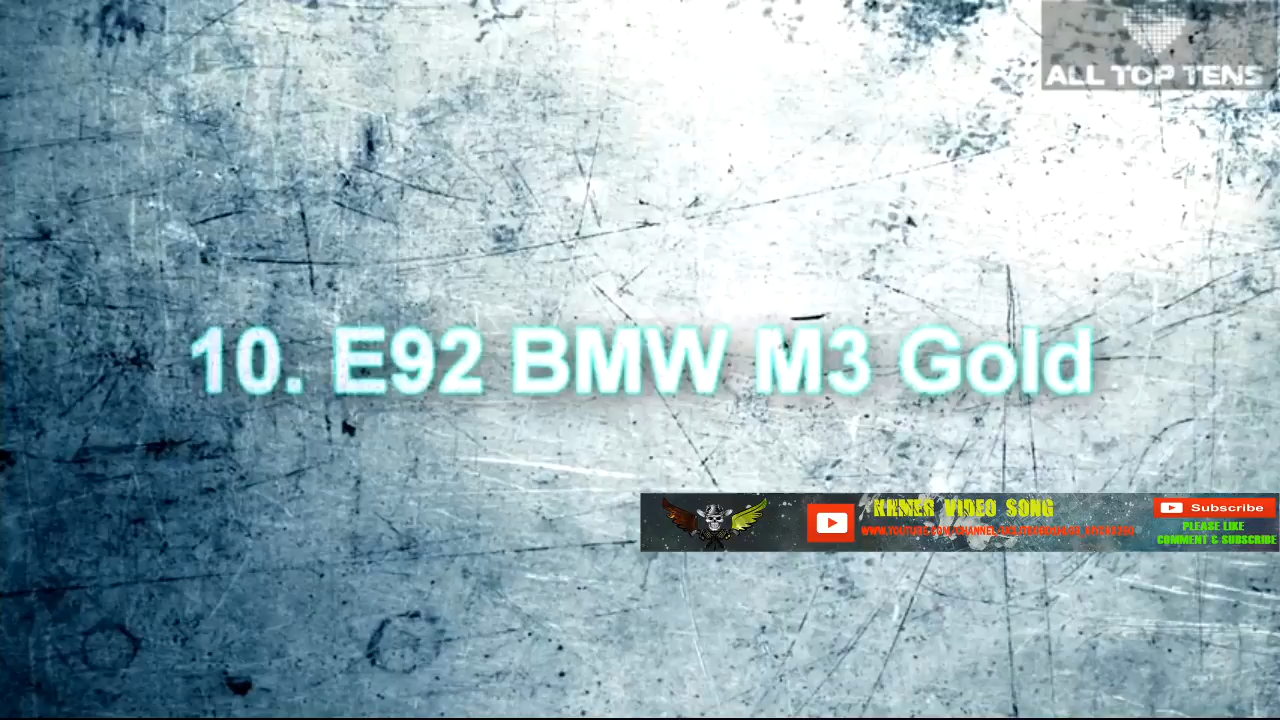 ALL TOP TENS
10. E92 BMW M3 Gold
KHMER VIDEO SONG
Subscribe
PLEASE LIKE
COMMENT & SUBSCRIBE